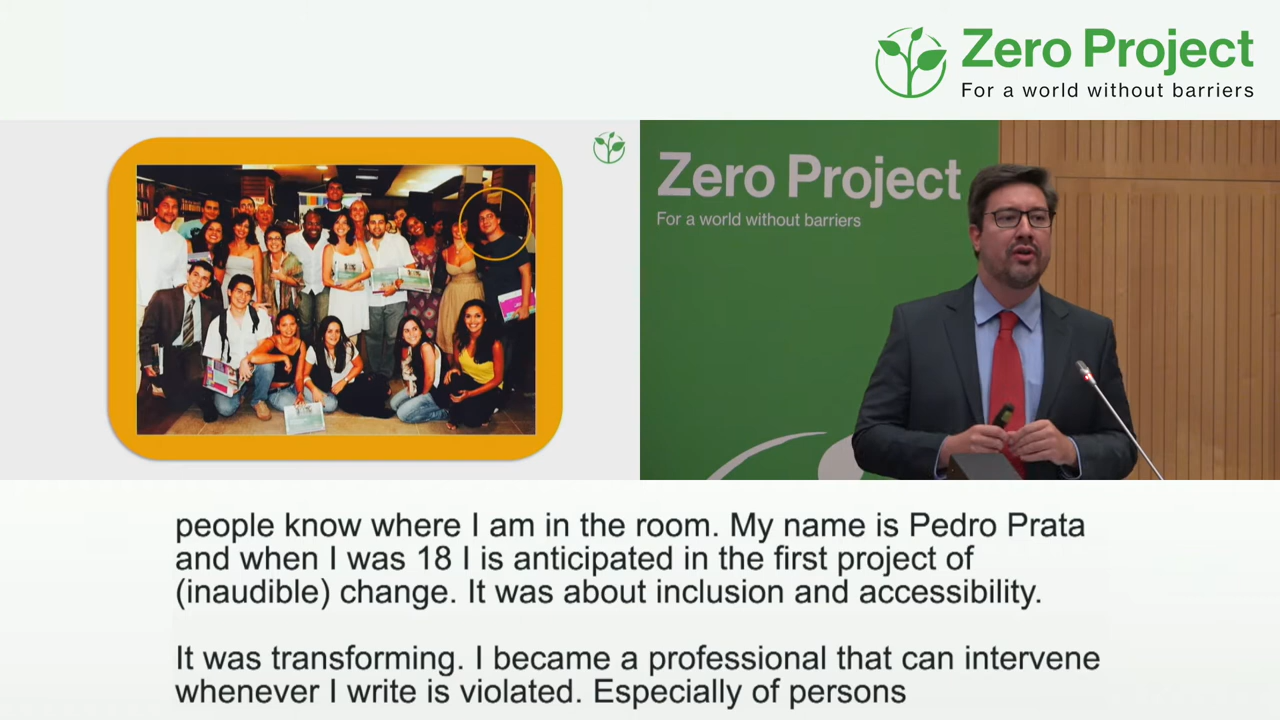 Zero Project
For a world without barriers
Zero Project
For a world without barriers
people know where I am in the room. My name is Pedro Prata
and when I was 18 I is anticipated in the first project of
(inaudible) change. It was about inclusion and accessibility.
It was transforming. I became a professional that can intervene
whenever I write is violated. Especially of persons